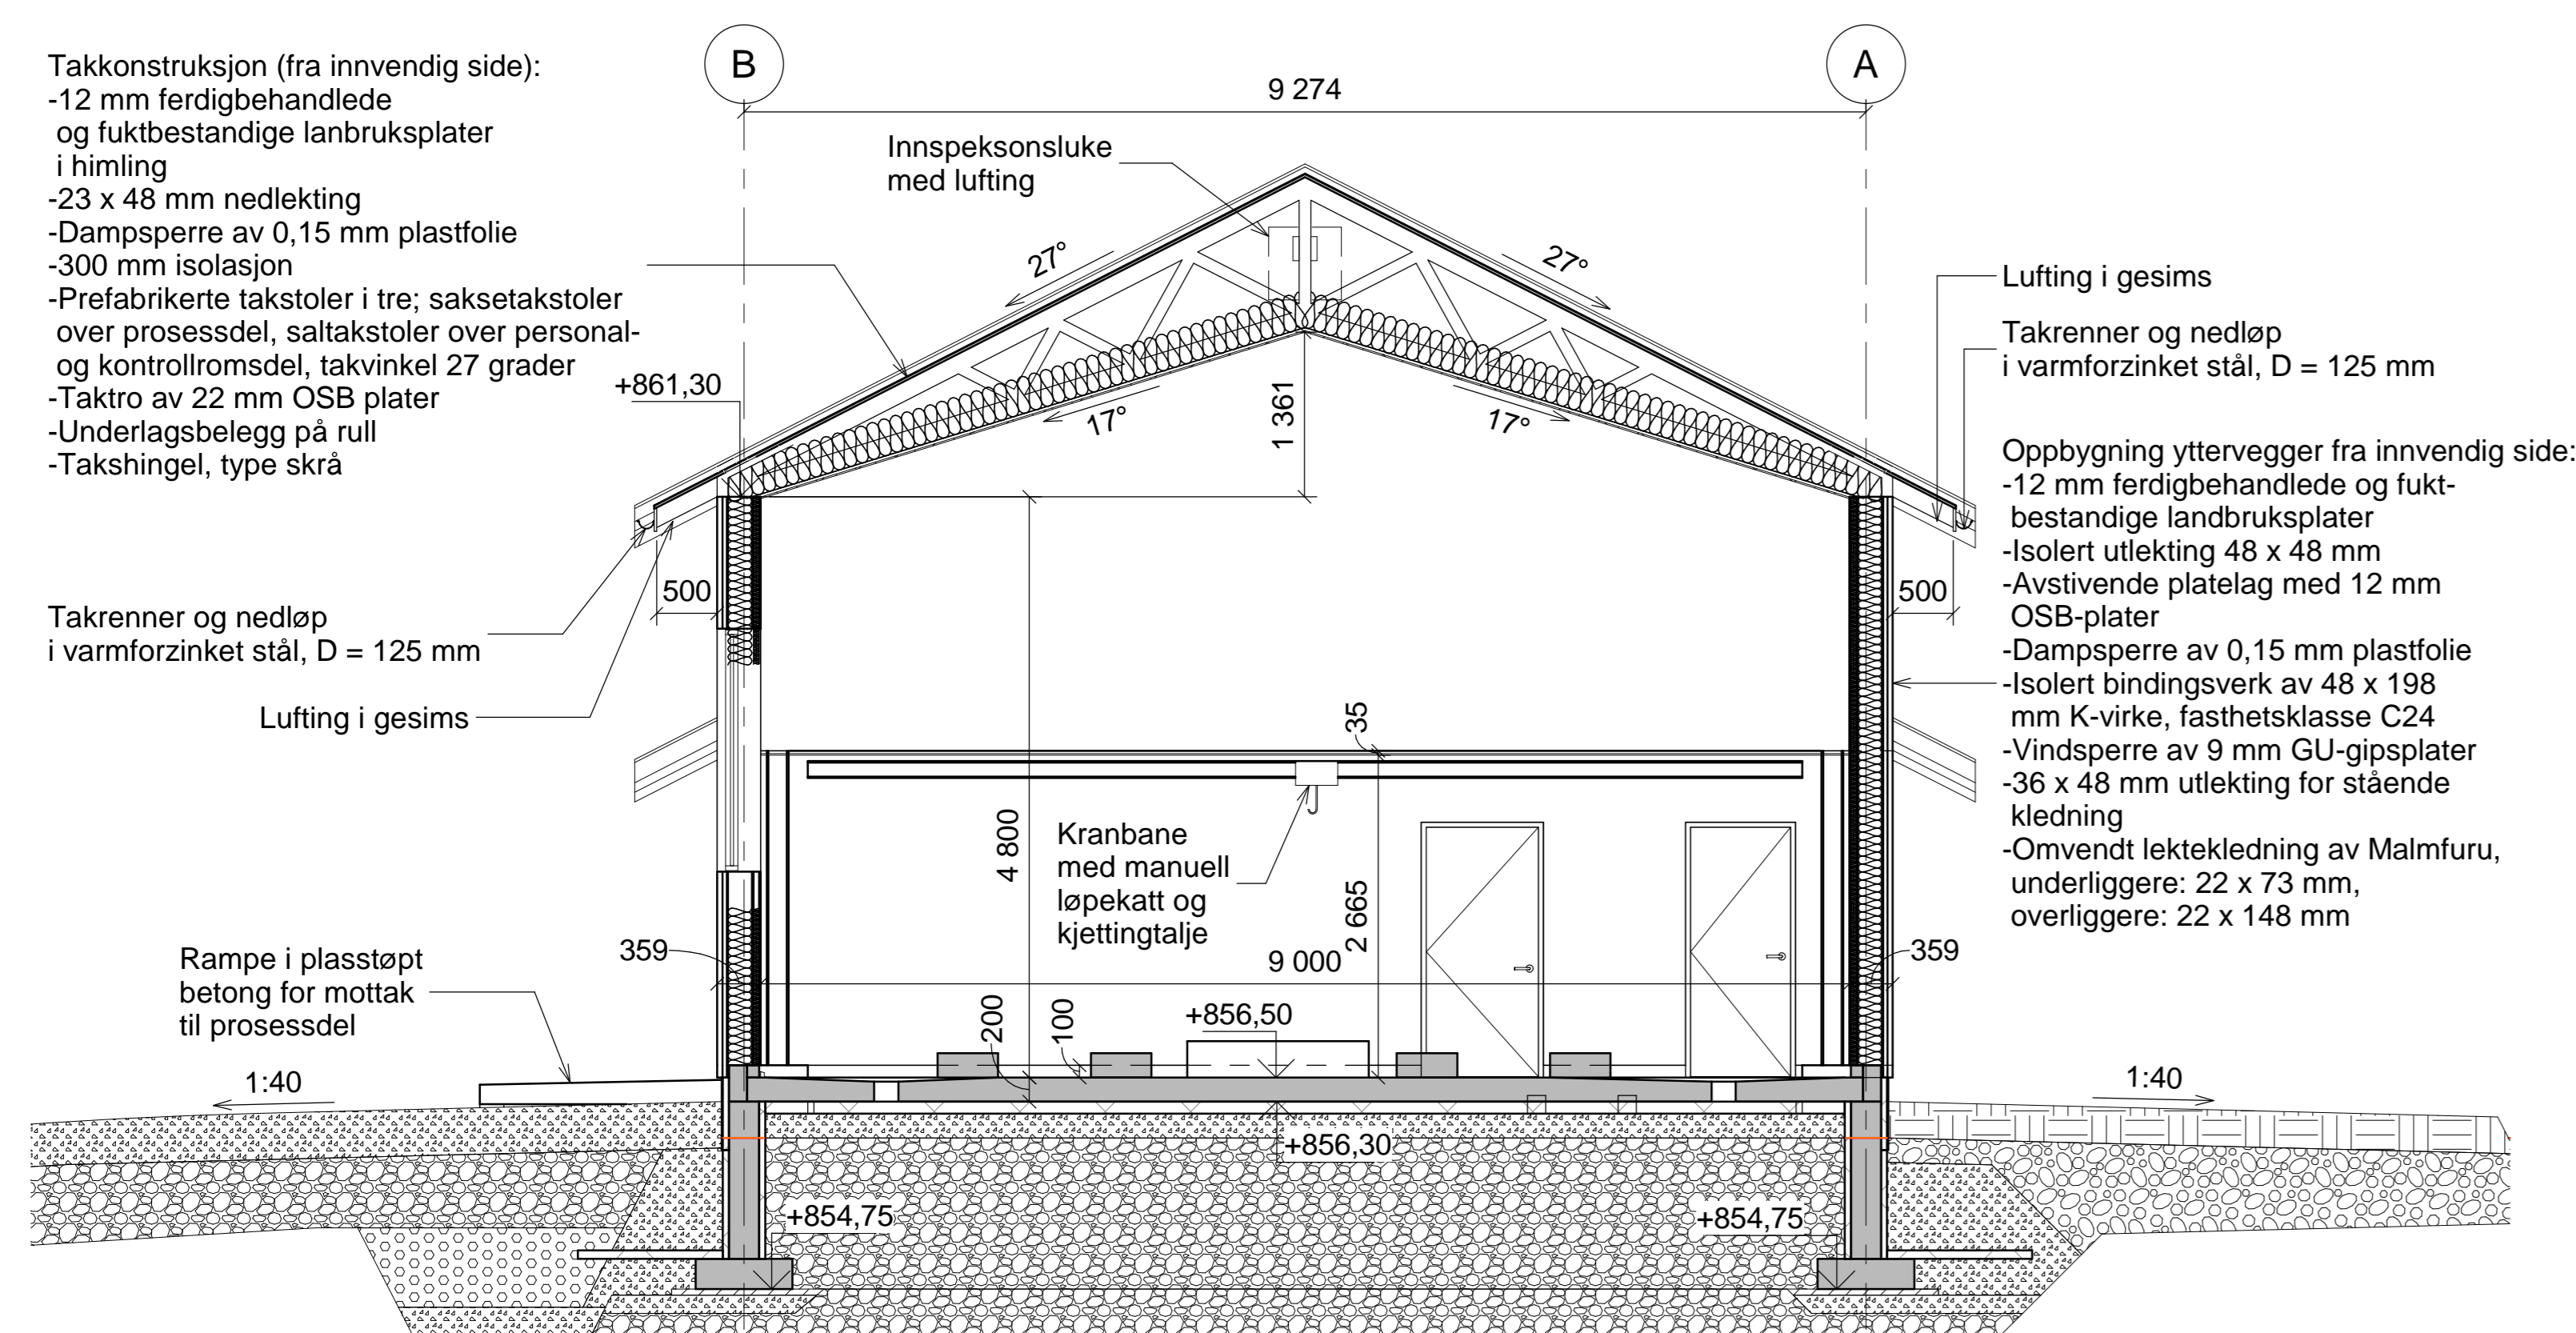 B
A
9 274
Takkonstruksjon (fra innvendig side):
-12 mm ferdigbehandlede
og fuktbestandige lanbruksplater
i himling
-23 x 48 mm nedlekting
-Dampsperre av 0,15 mm plastfolie
-300 mm isolasjon
-Prefabrikerte takstoler i tre; saksetakstoler
over prosessdel, saltakstoler over personal-
og kontrollromsdel, takvinkel 27 grader
-Taktro av 22 mm OSB plater
-Underlagsbelegg på rull
-Takshingel, type skrå
Innspeksonsluke
med lufting
27°
27°
17°
17°
+861,30
1 361
Lufting i gesims
Takrenner og nedløp
i varmforzinket stål, D = 125 mm
Oppbygning yttervegger fra innvendig side:
-12 mm ferdigbehandlede og fukt-
bestandige landbruksplater
-Isolert utlekting 48 x 48 mm
-Avstivende platelag med 12 mm
OSB-plater
-Dampsperre av 0,15 mm plastfolie
-Isolert bindingsverk av 48 x 198
mm K-virke, fasthetsklasse C24
-Vindsperre av 9 mm GU-gipsplater
-36 x 48 mm utlekting for stående
kledning
-Omvendt lektekledning av Malmfuru,
underliggere: 22 x 73 mm,
overliggere: 22 x 148 mm
500
500
Takrenner og nedløp
i varmforzinket stål, D = 125 mm
Lufting i gesims
35
4 800
Kranbane
med manuell
løpekatt og
kjettingtalje
2 665
359
9 000
359
Rampe i plasstøpt
betong for mottak
til prosessdel
200
100
+856,50
1:40
1:40
+856,30
+854,75
+854,75